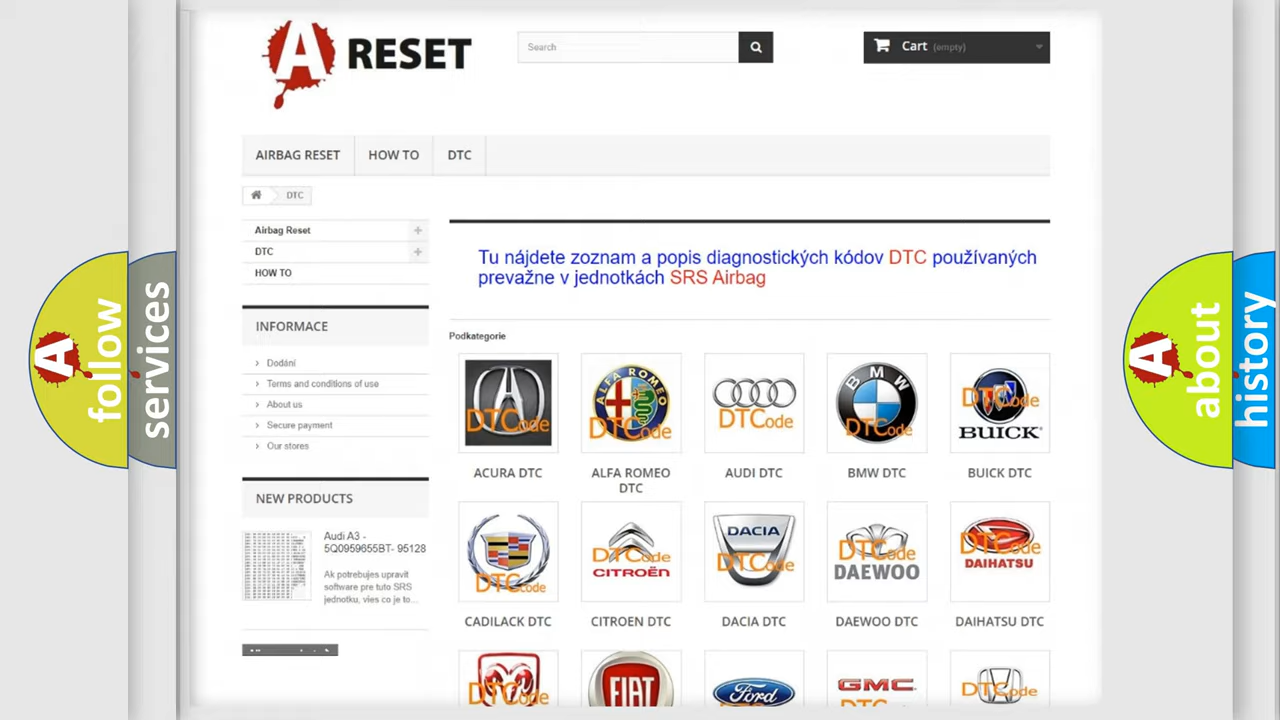 A RESET
Search
Cart (empty)
AIRBAG RESET
HOW TO
DTC
DTC
Airbag Reset
DTC
HOW TO
INFORMACE
Dodání
Terms and conditions of use
About us
Secure payment
Our stores
NEW PRODUCTS
Audi A3 -
5Q0959655BT- 95128
Ak potrebujes upravit
software pre tuto SRS
jednotku, vies co je to...
Tu nájdete zoznam a popis diagnostických kódov DTC používaných
prevažne v jednotkách SRS Airbag
Podkategorie
DTCode
ALFA ROMEO
DTCode
DTCode
BMW
DTCode
DTCode
BUICK
ACURA DTC
ALFA ROMEO
DTC
AUDI DTC
BMW DTC
BUICK DTC
DTCode
DTCode
CITROËN
DACIA
DTCode
DTCode
DAEWOO
DTCode
DAIHATSU
CADILACK DTC
CITROEN DTC
DACIA DTC
DAEWOO DTC
DAIHATSU DTC
DTCode
FIAT
Ford
GMC
DTCode
A
follow
services
A
about
history